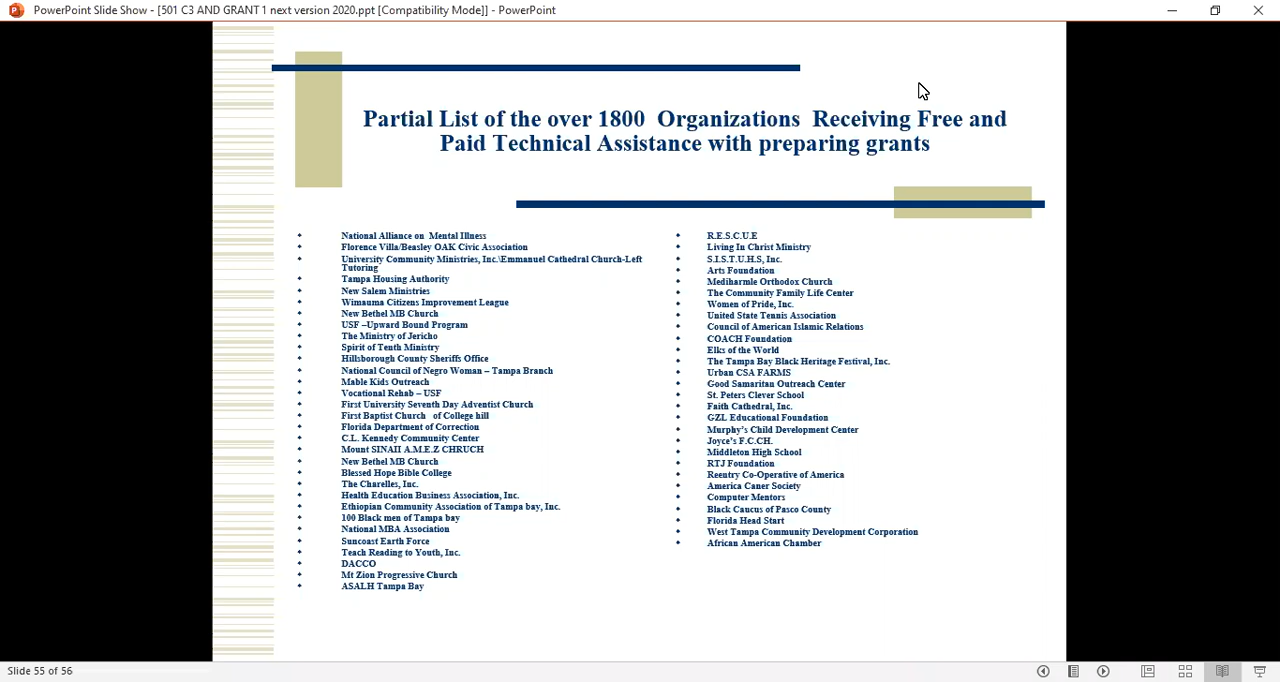 PowerPoint Slide Show - [501 C3 AND GRANT 1 next version 2020.ppt [Compatibility Mode]] - PowerPoint
Partial List of the over 1800 Organizations Receiving Free and
Paid Technical Assistance with preparing grants
National Alliance on Mental Illness
Florence Villa/Beasley OAK Civic Association
University Community Ministries, Inc.\Emmanuel Cathedral Church-Left
Tutoring
Tampa Housing Authority
New Salem Ministries
Wimauma Citizens Improvement League
New Bethel MB Church
USF –Upward Bound Program
The Ministry of Jericho
Spirit of Tenth Ministry
Hillsborough County Sheriffs Office
National Council of Negro Woman – Tampa Branch
Mable Kids Outreach
Vocational Rehab – USF
First University Seventh Day Adventist Church
First Baptist Church of College hill
Florida Department of Correction
C.L. Kennedy Community Center
Mount SINAII A.M.E.Z CHRUCH
New Bethel MB Church
Blessed Hope Bible College
The Charelles, Inc.
Health Education Business Association, Inc.
Ethiopian Community Association of Tampa bay, Inc.
100 Black men of Tampa bay
National MBA Association
Suncoast Earth Force
Teach Reading to Youth, Inc.
DACCO
Mt Zion Progressive Church
ASALH Tampa Bay
R.E.S.C.U.E
Living In Christ Ministry
S.I.S.T.U.H.S, Inc.
Arts Foundation
Mediharmle Orthodox Church
The Community Family Life Center
Women of Pride, Inc.
United State Tennis Association
Council of American Islamic Relations
COACH Foundation
Elks of the World
The Tampa Bay Black Heritage Festival, Inc.
Urban CSA FARMS
Good Samaritan Outreach Center
St. Peters Clever School
Faith Cathedral, Inc.
GZL Educational Foundation
Murphy's Child Development Center
Joyce's F.C.CH.
Middleton High School
RTJ Foundation
Reentry Co-Operative of America
America Caner Society
Computer Mentors
Black Caucus of Pasco County
Florida Head Start
West Tampa Community Development Corporation
African American Chamber
Slide 55 of 56